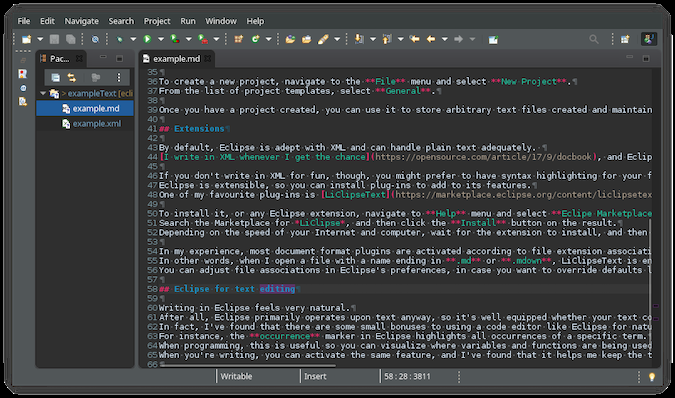 File Edit Navigate Search Project Run Window Help
Pac...
example.md
> exampleText [ecli
example.md
example.xml
35 ¶
36 To·create·a·new·project,·navigate·to·the·**File**·menu·and·select·**New·Project**.¶
37 From·the·list·of·project·templates,·select·**General**.¶
38 ¶
39 Once·you·have·a·project·created,·you·can·use·it·to·store·arbitrary·text·files·created·and·maintain
40 ¶
41 ##·Extensions¶
42 ¶
43 By·default,·Eclipse·is·adept·with·XML·and·can·handle·plain·text·adequately.·¶
44 [I·write·in·XML·whenever·I·get·the·chance](https://opensource.com/article/17/9/docbook),·and·Eclip
45 ¶
46 If·you·don't·write·in·XML·for·fun,·though,·you·might·prefer·to·have·syntax·highlighting·for·your·f
47 Eclipse·is·extensible,·so·you·can·install·plug-ins·to·add·to·its·features.¶
48 One·of·my·favourite·plug-ins·is·[LiClipseText](https://marketplace.eclipse.org/content/liclipsetex
49 ¶
50 To·install·it,·or·any·Eclipse·extension,·navigate·to·**Help**·menu·and·select·**Eclipe·Marketplace
51 Search·the·Marketplace·for·*LiClipse*,·and·then·click·the·**Install**·button·on·the·result.¶
52 Depending·on·the·speed·of·your·Internet·and·computer,·wait·for·the·extension·to·install,·and·then
53 ¶
54 In·my·experience,·most·document·format·plugins·are·activated·according·to·file·extension·associati
55 In·other·words,·when·I·open·a·file·with·a·name·ending·in·**.md**·or·**.mdown**,·LiClipseText·is·en
56 You·can·adjust·file·associations·in·Eclipse's·preferences,·in·case·you·want·to·override·defaults·
57 ¶
58 ##·Eclipse·for·text·editing¶
59 ¶
60 Writing·in·Eclipse·feels·very·natural.¶
61 After·all,·Eclipse·primarily·operates·upon·text·anyway,·so·it's·well·equipped·whether·your·text·co
62 In·fact,·I've·found·that·there·are·some·small·bonuses·to·using·a·code·editor·like·Eclipse·for·natu
63 For·instance,·the·**occurrence**·marker·in·Eclipse·highlights·all·occurrences·of·a·specific·term.¶
64 When·programming,·this·is·useful·so·you·can·visualize·where·variables·and·functions·are·being·used
65 When·you're·writing,·you·can·activate·the·same·feature,·and·I've·found·that·it·helps·me·keep·the·t
66 ¶
Writable Insert 58 : 28 : 3811